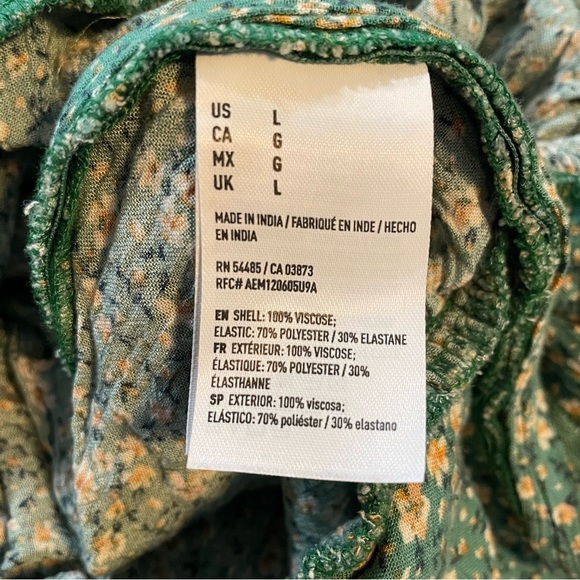 US L
CA G
MX G
UK L
MADE IN INDIA / FABRIQUÉ EN INDE / HECHO
EN INDIA
RN 54485 / CA 03873
RFC# AEM120605U9A
EN SHELL: 100% VISCOSE;
ELASTIC: 70% POLYESTER / 30% ELASTANE
FR EXTÉRIEUR: 100% VISCOSE;
ÉLASTIQUE: 70% POLYESTER / 30%
ÉLASTHANNE
SP EXTERIOR: 100% viscosa;
ELÁSTICO: 70% poliéster / 30% elastano